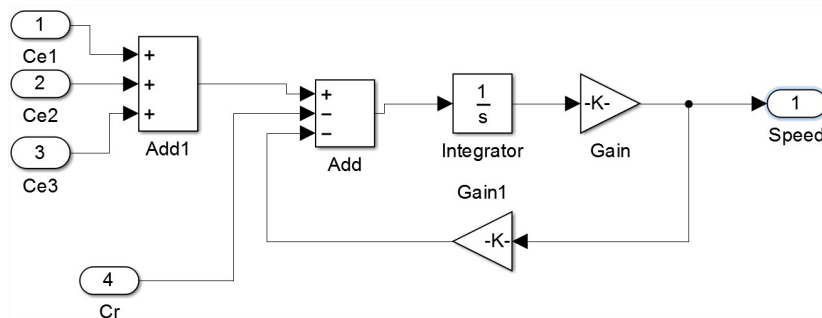 1
Ce1
2
Ce2
3
Ce3
+
+
+
Add1
+
−
−
Add
1
s
Integrator
-K-
Gain
1
Speed
Gain1
-K-
4
Cr